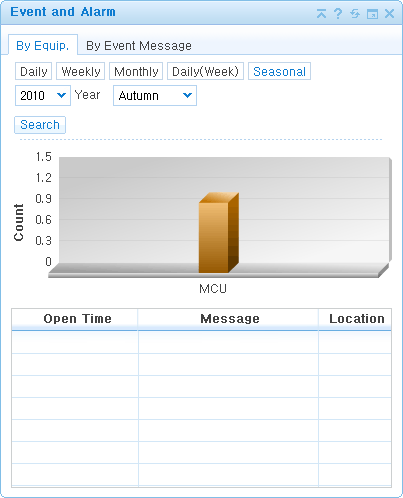 Event and Alarm
By Equip. By Event Message
Daily Weekly Monthly Daily(Week) Seasonal
2010 Year Autumn
Search
1.5
1.2
0.9
0.6
0.3
0
Count
MCU
Open Time Message Location